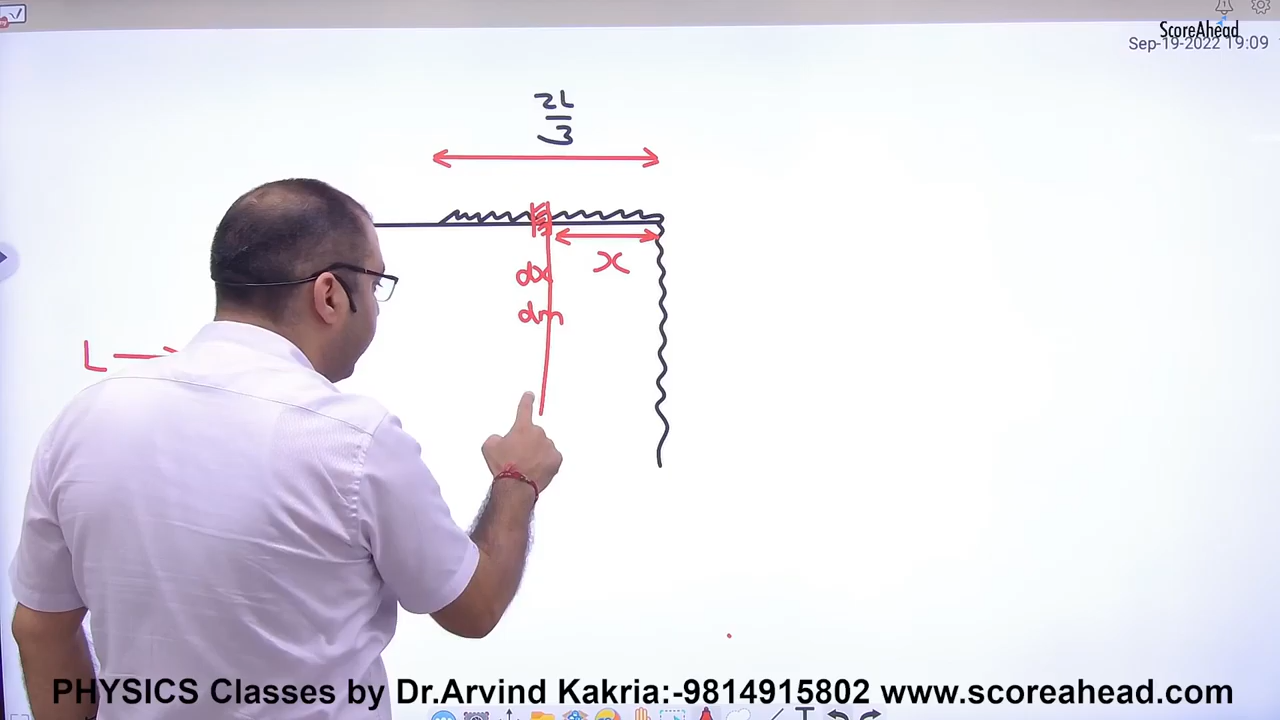 ScoreAhead
Sep-19-2022 19:09
2L
3
x
dx
dm
L
PHYSICS Classes by Dr.Arvind Kakria:-9814915802 www.scoreahead.com